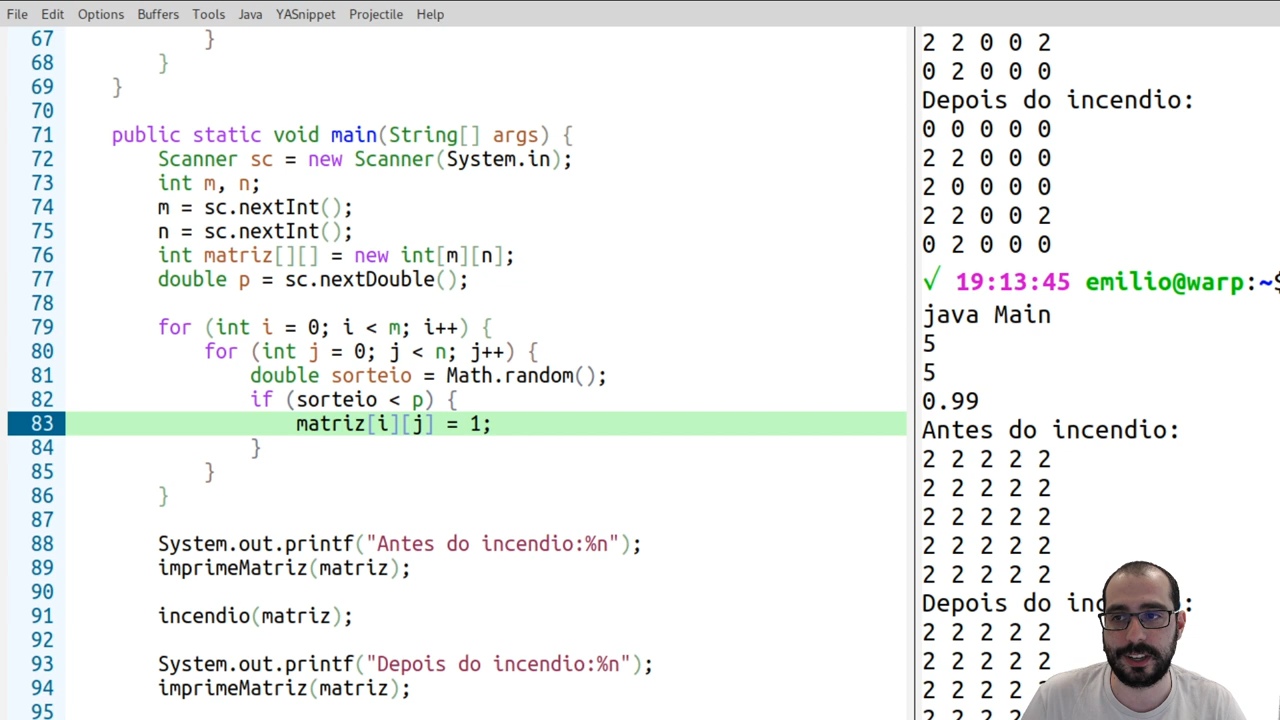 File Edit Options Buffers Tools Java YASnippet Projectile Help
67 }
68 }
69 }
70
71 public static void main(String[] args) {
72 Scanner sc = new Scanner(System.in);
73 int m, n;
74 m = sc.nextInt();
75 n = sc.nextInt();
76 int matriz[][] = new int[m][n];
77 double p = sc.nextDouble();
78
79 for (int i = 0; i < m; i++) {
80 for (int j = 0; j < n; j++) {
81 double sorteio = Math.random();
82 if (sorteio < p) {
83 matriz[i][j] = 1;
84 }
85 }
86 }
87
88 System.out.printf("Antes do incendio:%n");
89 imprimeMatriz(matriz);
90
91 incendio(matriz);
92
93 System.out.printf("Depois do incendio:%n");
94 imprimeMatriz(matriz);
95
2 2 0 0 2
0 2 0 0 0
Depois do incendio:
0 0 0 0 0
2 2 0 0 0
2 0 0 0 0
2 2 0 0 2
0 2 0 0 0
√ 19:13:45 emilio@warp:~$
java Main
5
5
0.99
Antes do incendio:
2 2 2 2 2
2 2 2 2 2
2 2 2 2 2
2 2 2 2 2
2 2 2 2 2
Depois do
2 2 2 2 2
2 2 2 2
2 2 2 2